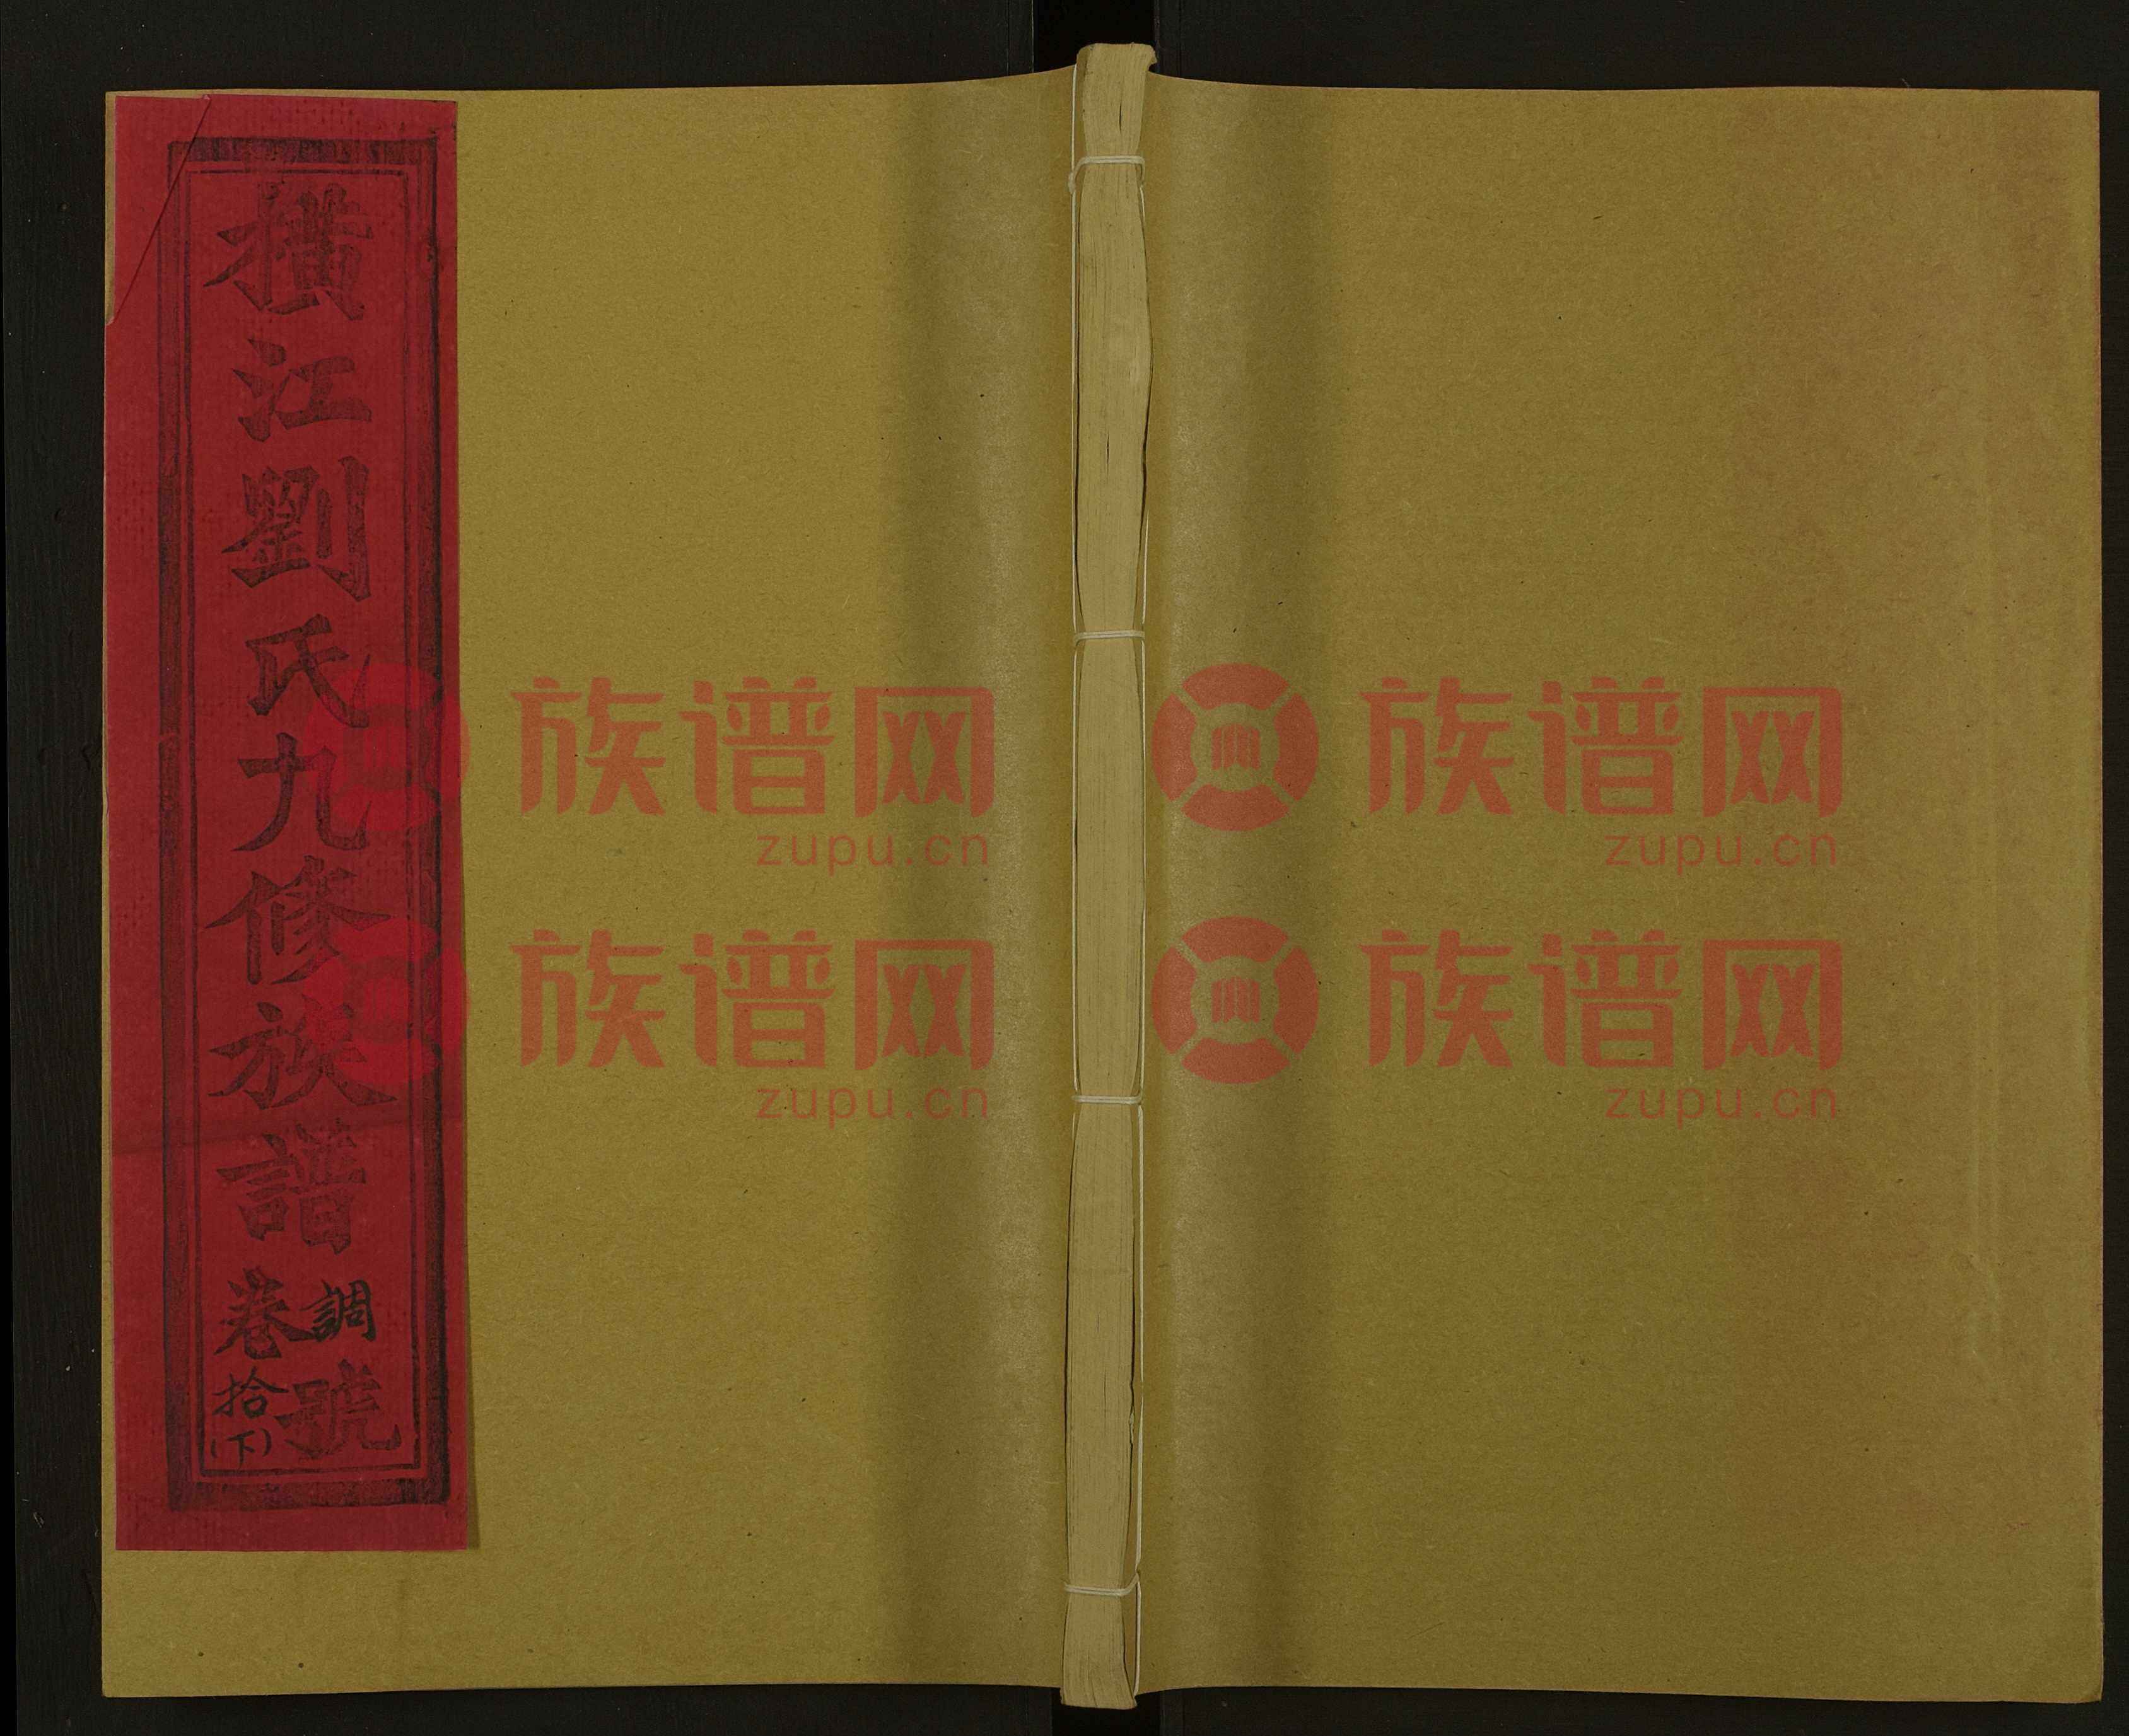 橫江劉氏九修族譜
調號
卷拾(下)
族谱网
zupu.cn
族谱网
zupu.cn
族谱网
zupu.cn
族谱网
zupu.cn